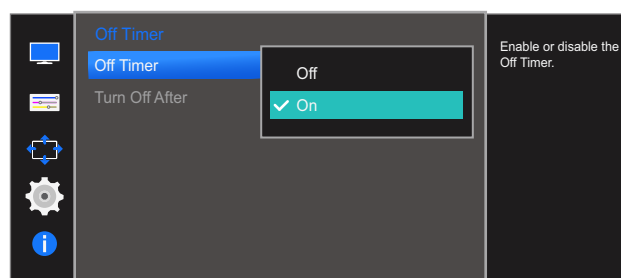 Off Timer
Off Timer
Turn Off After
Off
On
Enable or disable the
Off Timer.
i